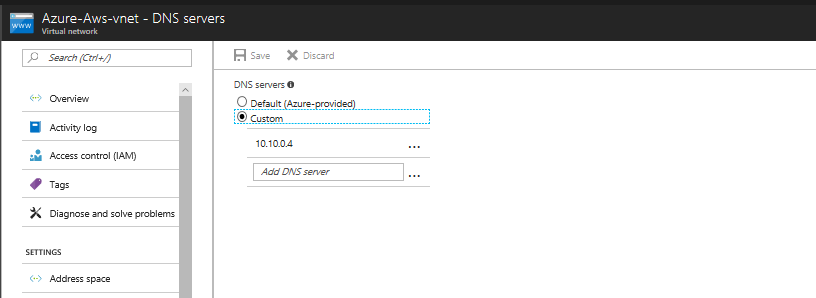 www
Azure-Aws-vnet - DNS servers
Virtual network
Search (Ctrl+/)
Overview
Activity log
Access control (IAM)
Tags
Diagnose and solve problems
SETTINGS
Address space
Save Discard
DNS servers
Default (Azure-provided)
Custom
10.10.0.4 ...
Add DNS server ...